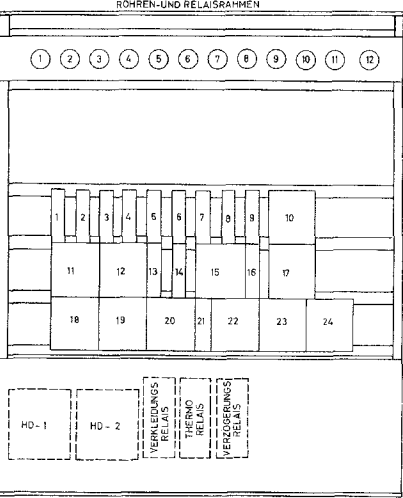 RÖHREN-UND RELAISRAHMEN
1 2 3 4 5 6 7 8 9 10 11 12
1 2 3 4 5 6 7 8 9 10
11 12 13 14 15 16 17
18 19 20 21 22 23 24
HD-1
HD-2
VERKLEIDUNGS
RELAIS
THERMO
RELAIS
VERZÖGERUNGS
RELAIS